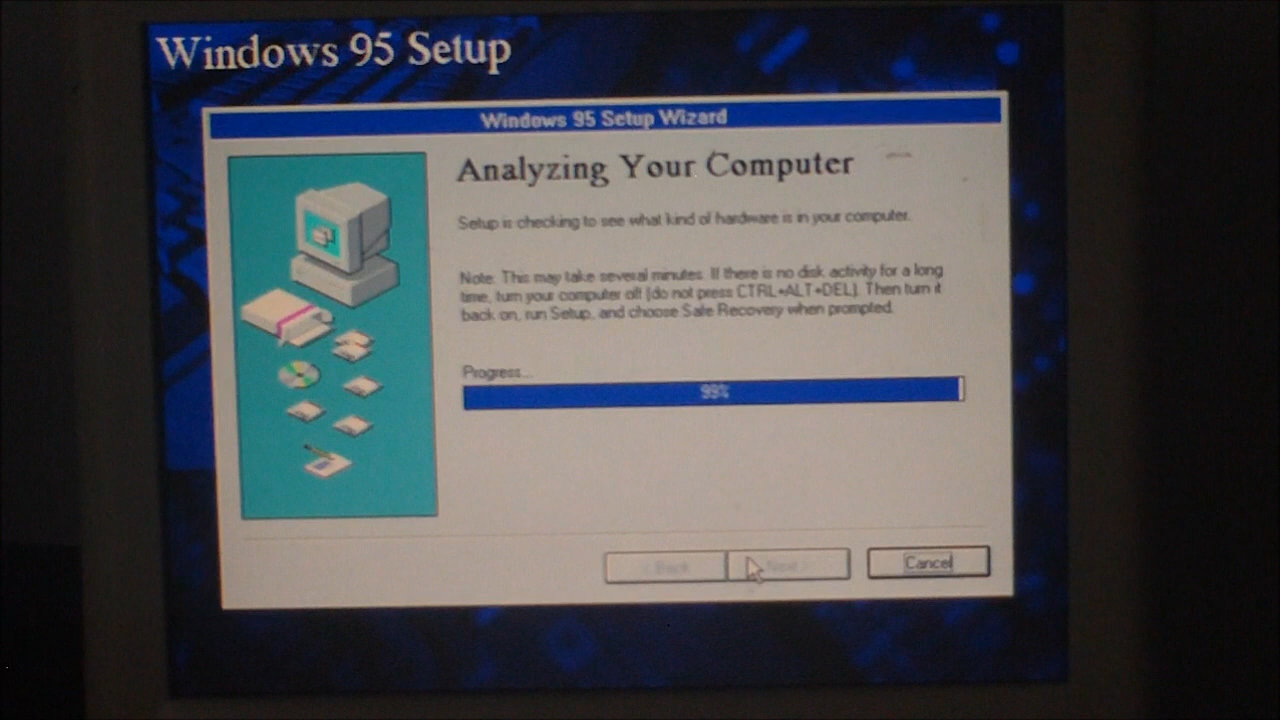 Windows 95 Setup
Windows 95 Setup Wizard
Analyzing Your Computer
Setup is checking to see what kind of hardware is in your computer.
Note: This may take several minutes. If there is no disk activity for a long
time, turn your computer off (do not press CTRL+ALT+DEL). Then turn it
back on, run Setup, and choose Safe Recovery when prompted.
Progress...
99%
< Back
Next >
Cancel